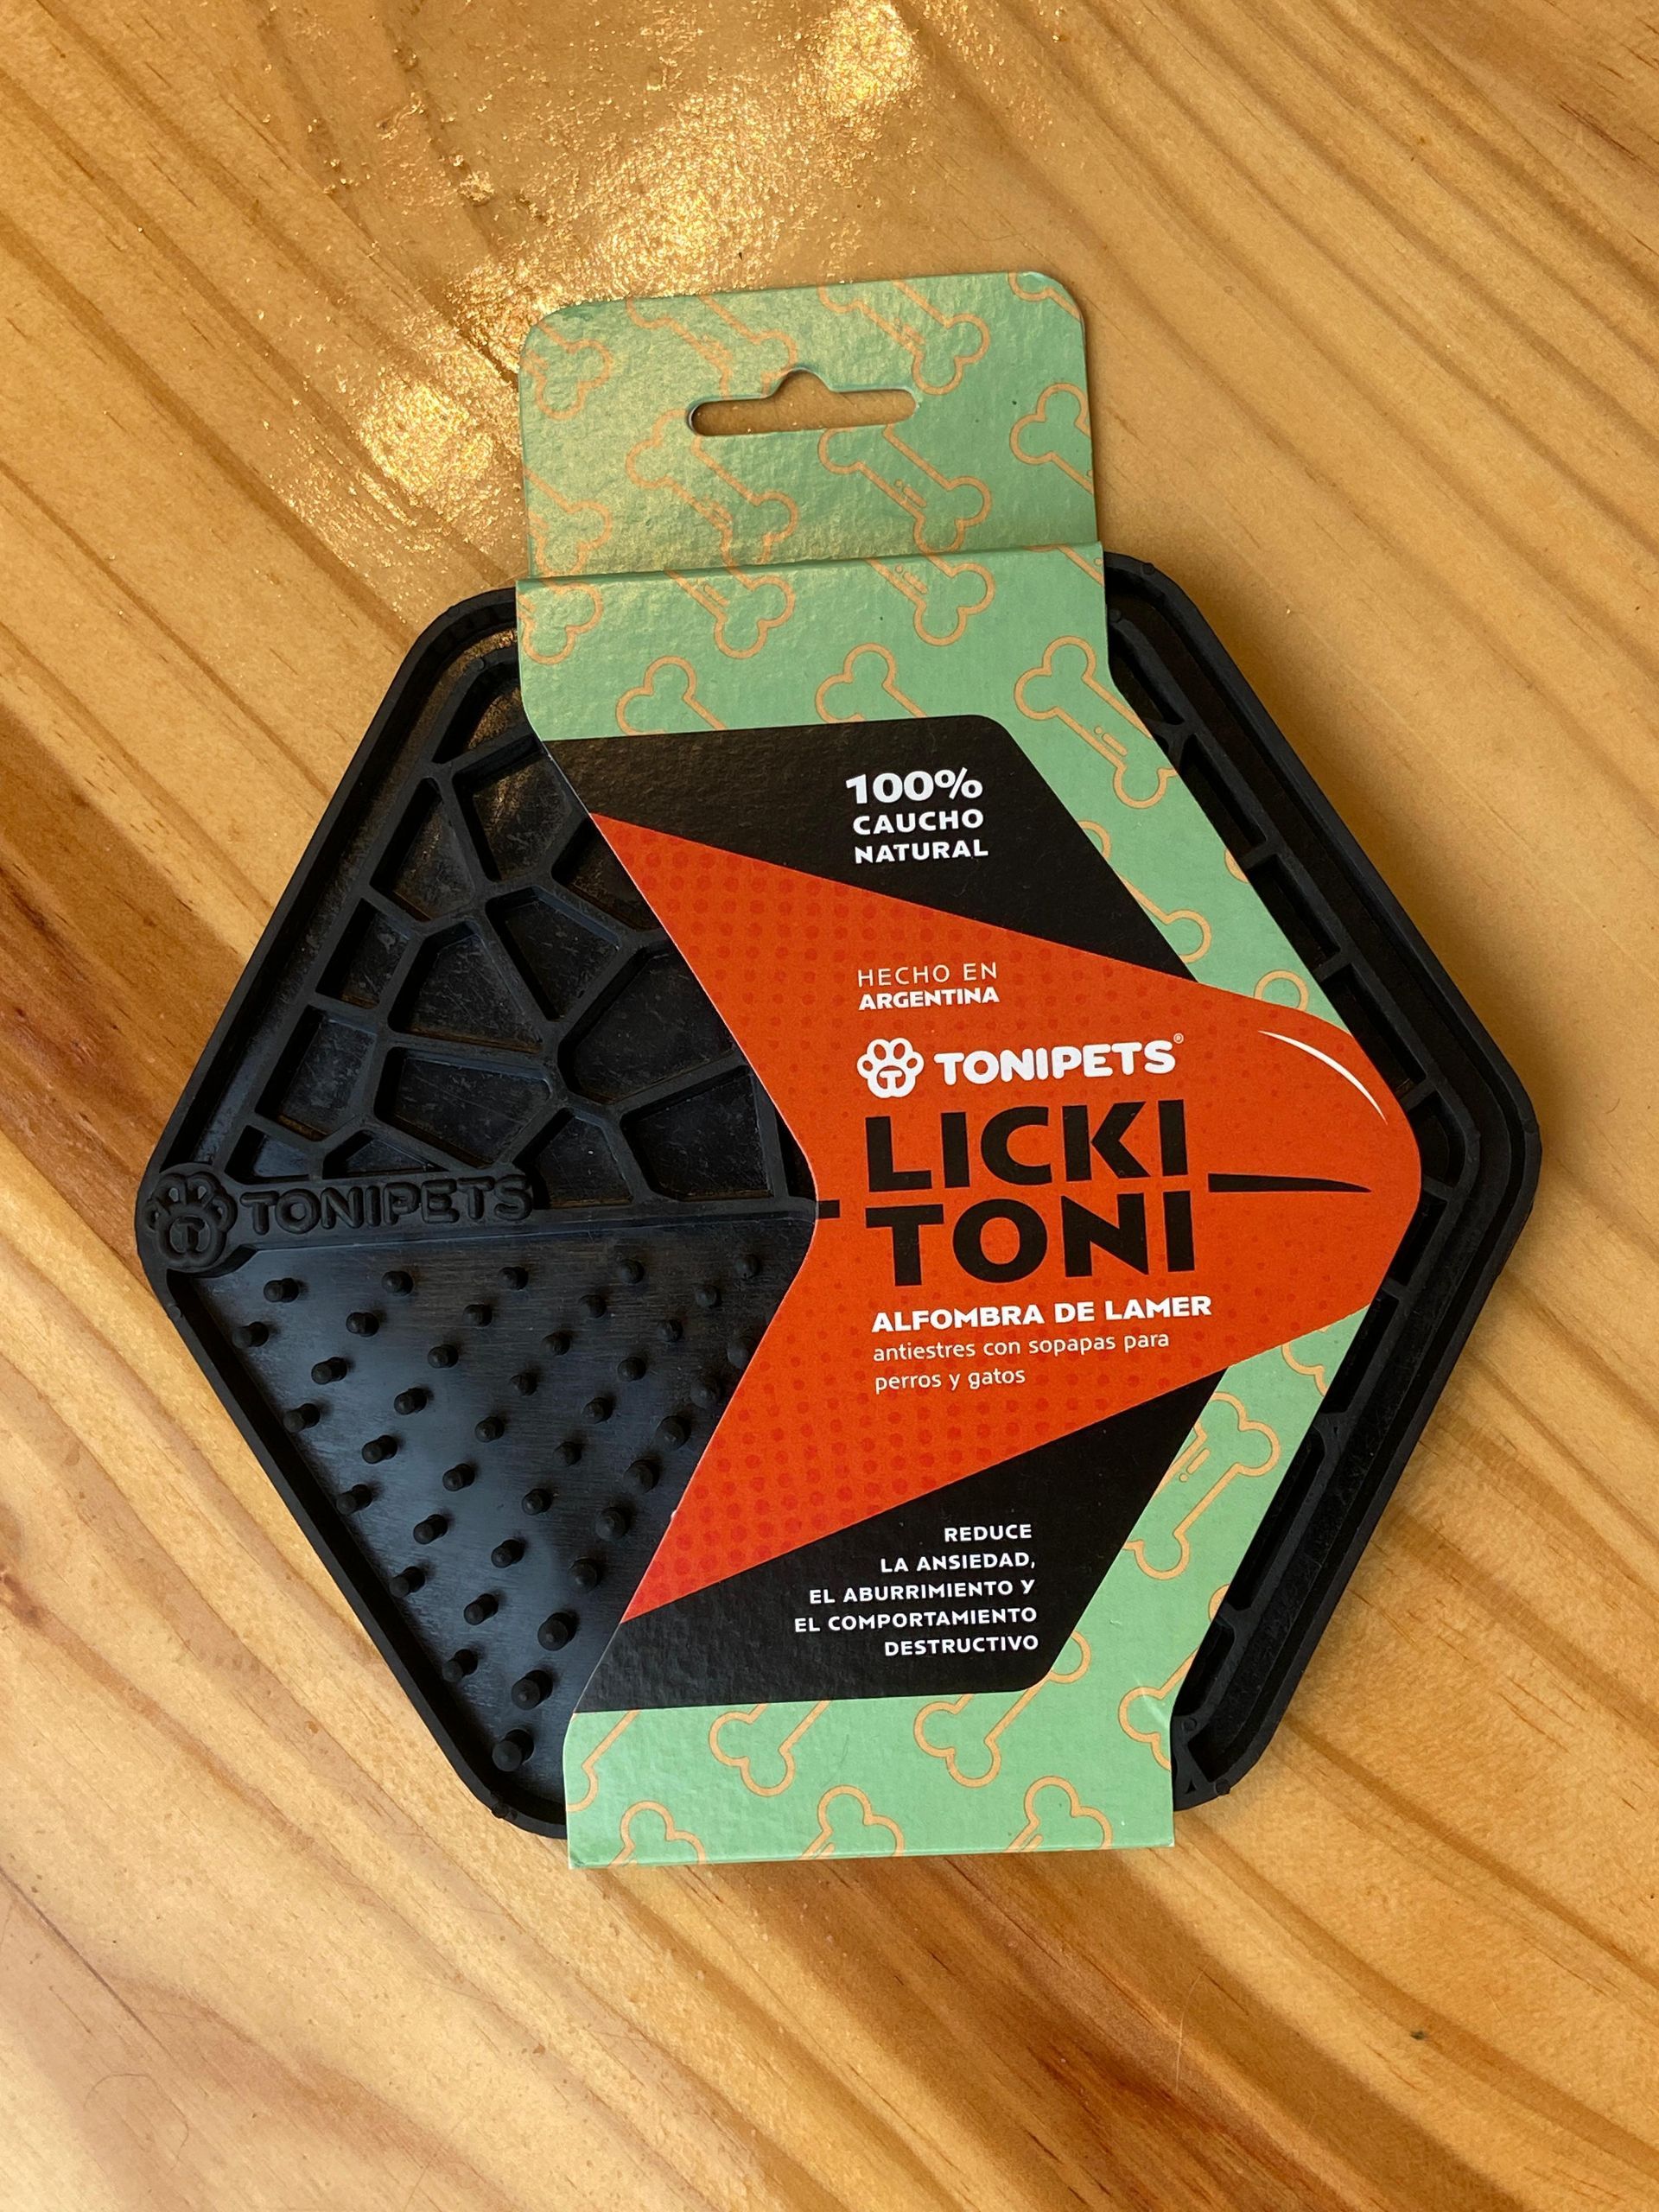 100%
CAUCHO
NATURAL
HECHO EN
ARGENTINA
TONIPETS®
LICKI
TONI
ALFOMBRA DE LAMER
antiestres con sopapas para
perros y gatos
REDUCE
LA ANSIEDAD,
EL ABURRIMIENTO Y
EL COMPORTAMIENTO
DESTRUCTIVO
T TONIPETS